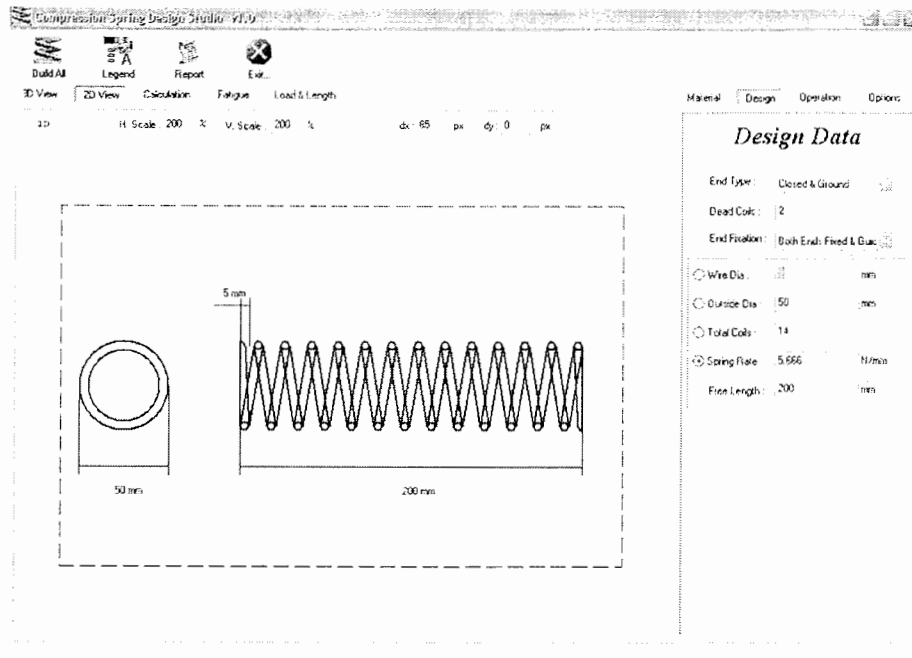 Compression Spring Design Studio V1.0
Build All Legend Report Exit...
3D View 2D View Calculation Fatigue Load & Length
2D H. Scale: 200 % V. Scale: 200 % dx: 65 px dy: 0 px
5 mm
50 mm
200 mm
Material Design Operation Options
Design Data
End Type: Closed & Ground
Dead Coils: 2
End Fixation: Both Ends Fixed & Guid
Wire Dia: mm
Outside Dia: 50 mm
Total Coils: 14
Spring Rate 5.666 N/mm
Free Length: 200 mm